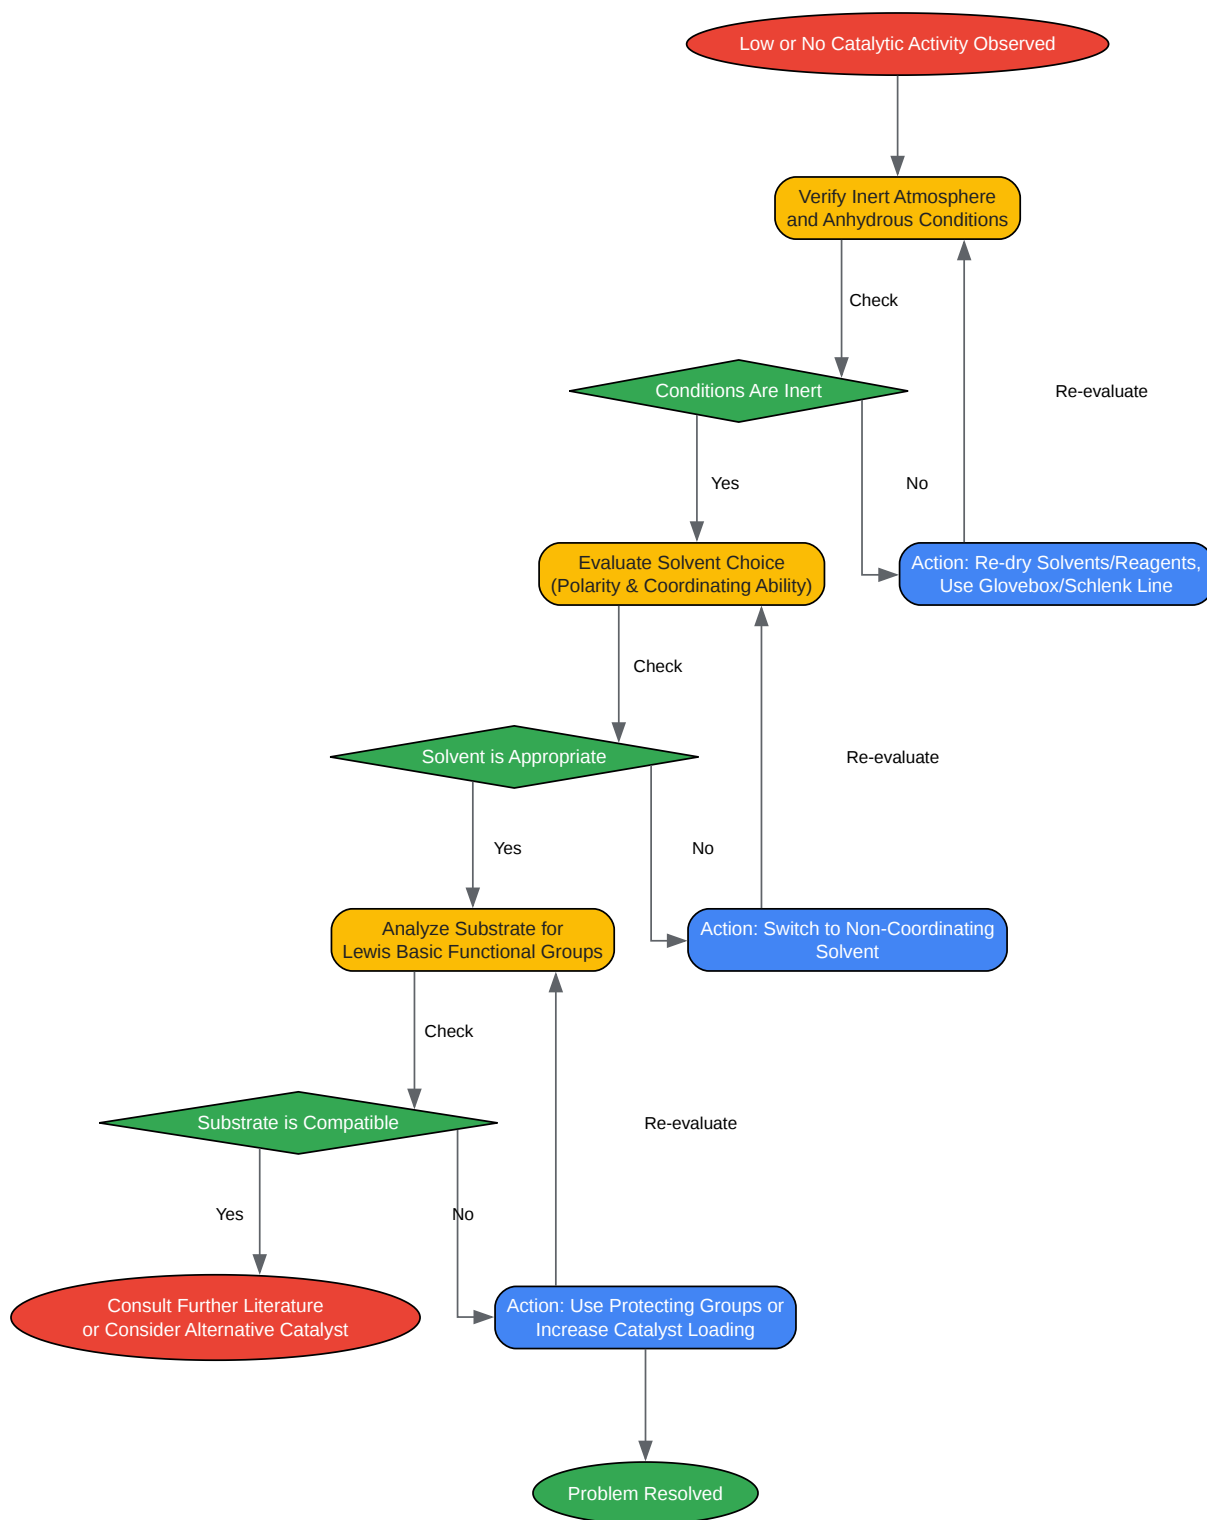 Low or No Catalytic Activity Observed
Verify Inert Atmosphere
and Anhydrous Conditions
Check
Conditions Are Inert
Re-evaluate
Yes
No
Evaluate Solvent Choice
(Polarity & Coordinating Ability)
Action: Re-dry Solvents/Reagents,
Use Glovebox/Schlenk Line
Check
Solvent is Appropriate
Re-evaluate
Yes
No
Analyze Substrate for
Lewis Basic Functional Groups
Action: Switch to Non-Coordinating
Solvent
Check
Substrate is Compatible
Re-evaluate
Yes
No
Consult Further Literature
or Consider Alternative Catalyst
Action: Use Protecting Groups or
Increase Catalyst Loading
Problem Resolved